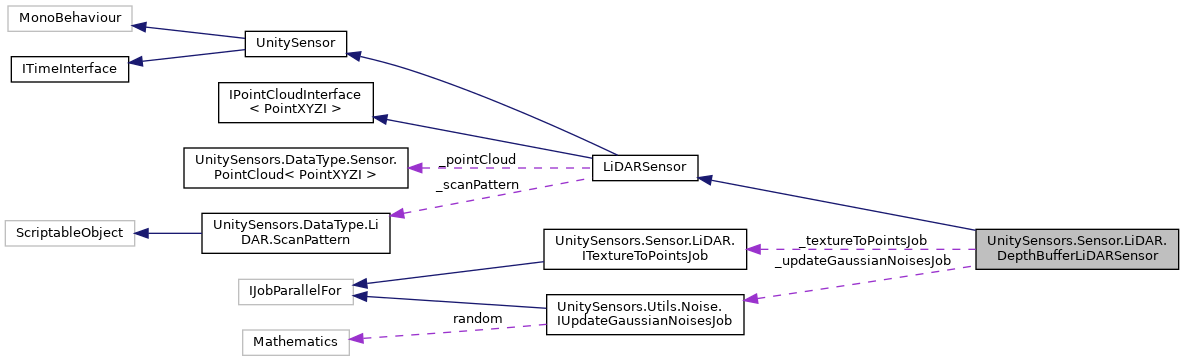 MonoBehaviour
UnitySensor
ITimeInterface
IPointCloudInterface
< PointXYZI >
UnitySensors.DataType.Sensor.
PointCloud< PointXYZI >
_pointCloud
LiDARSensor
_scanPattern
ScriptableObject
UnitySensors.DataType.Li
DAR.ScanPattern
UnitySensors.Sensor.LiDAR.
ITextureToPointsJob
_textureToPointsJob
_updateGaussianNoisesJob
UnitySensors.Sensor.LiDAR.
DepthBufferLiDARSensor
IJobParallelFor
UnitySensors.Utils.Noise.
IUpdateGaussianNoisesJob
random
Mathematics